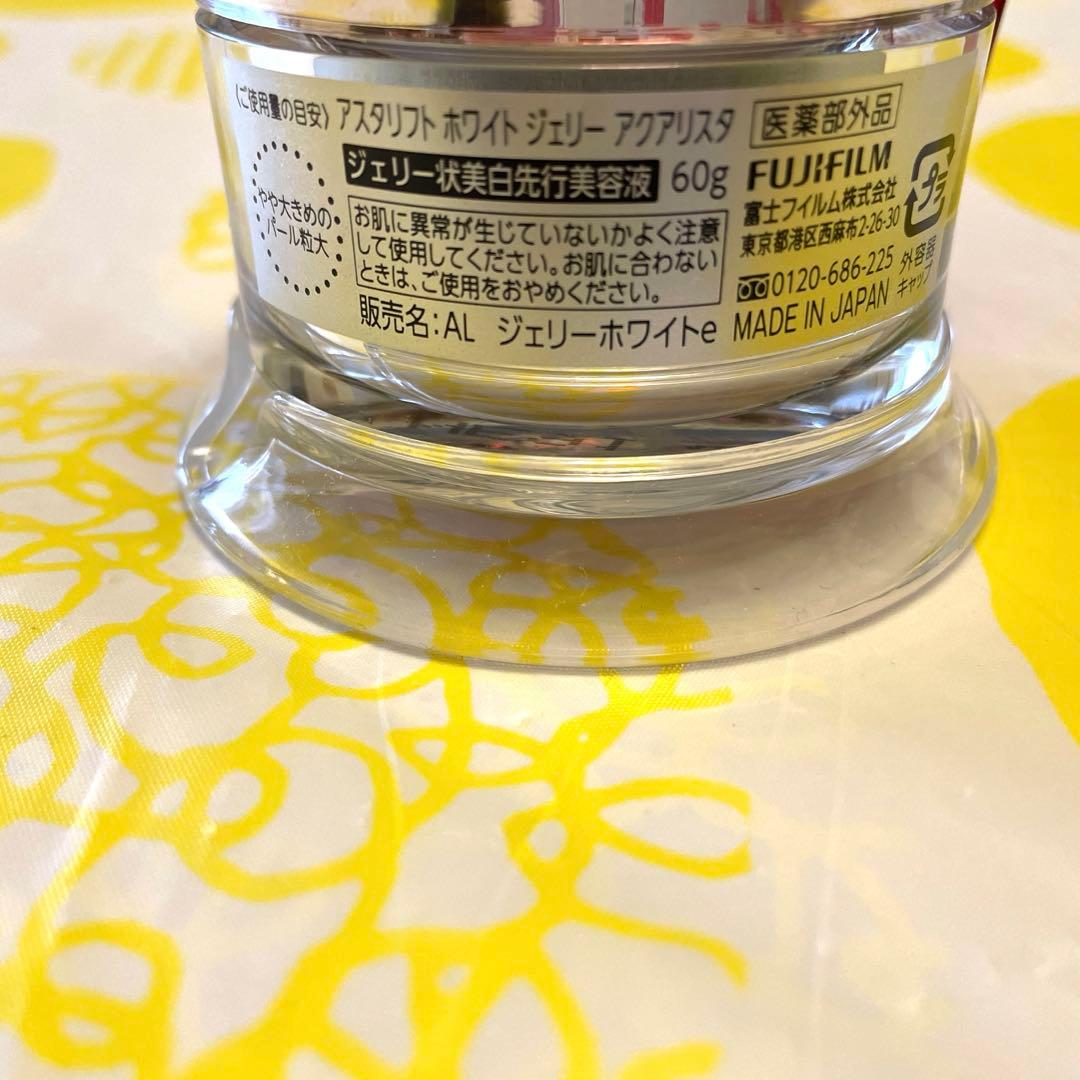 〈ご使用量の目安〉
やや大きめの
パール粒大
アスタリフト ホワイト ジェリー アクアリスタ
ジェリー状美白先行美容液 60g
お肌に異常が生じていないかよく注意
して使用してください。お肌に合わない
ときは、ご使用をおやめください。
販売名：AL ジェリーホワイトe
医薬部外品
FUJIFILM
富士フイルム株式会社
東京都港区西麻布2-26-30
0120-686-225
MADE IN JAPAN
プラ
外容器
キャップ